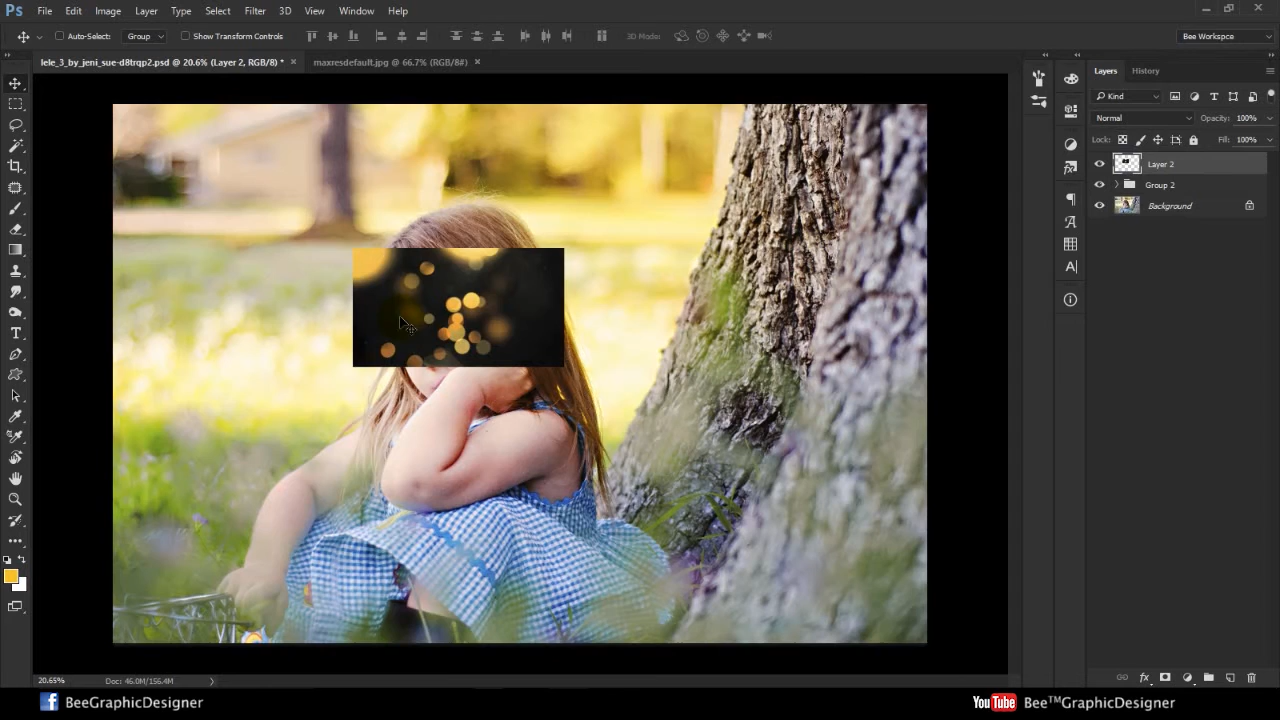 Ps File Edit Image Layer Type Select Filter 3D View Window Help
Auto-Select: Group Show Transform Controls 3D Mode: Bee Workspce
lele_3_by_jeni_sue-d8trqp2.psd @ 20.6% (Layer 2, RGB/8) * × maxresdefault.jpg @ 66.7% (RGB/8#) ×
Layers History
Kind
Normal Opacity: 100%
Lock: Fill: 100%
Layer 2
Group 2
Background
20.65% Doc: 46.0M/156.4M
f BeeGraphicDesigner YouTube Bee™GraphicDesigner